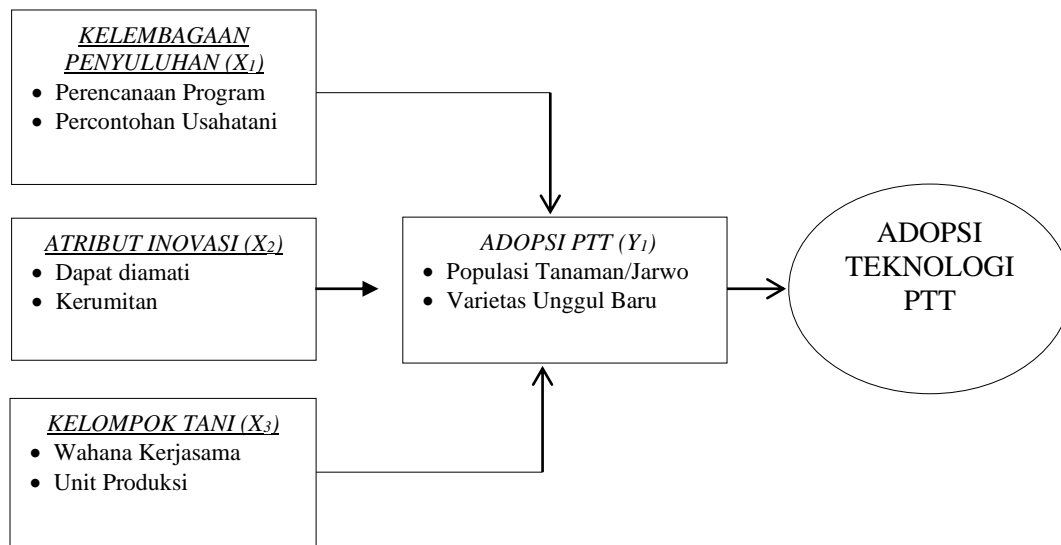 KELEMBAGAAN
PENYULUHAN (X₁)
• Perencanaan Program
• Percontohan Usahatani
ATRIBUT INOVASI (X₂)
• Dapat diamati
• Kerumitan
KELOMPOK TANI (X₃)
• Wahana Kerjasama
• Unit Produksi
ADOPSI PTT (Y₁)
• Populasi Tanaman/Jarwo
• Varietas Unggul Baru
ADOPSI
TEKNOLOGI
PTT